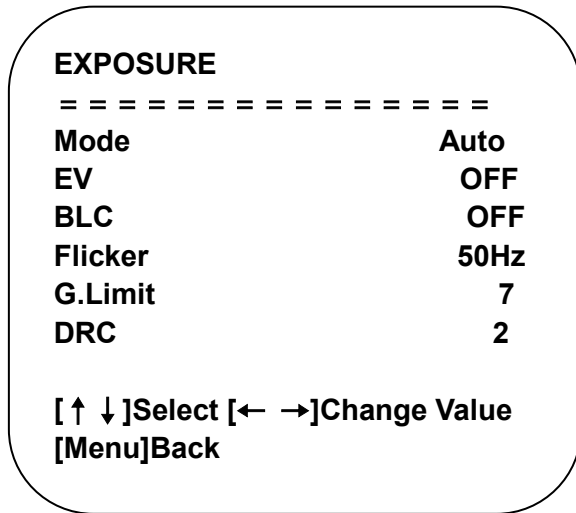 EXPOSURE
= = = = = = = = = = = = = = =
Mode Auto
EV OFF
BLC OFF
Flicker 50Hz
G.Limit 7
DRC 2
[↑ ↓]Select [← →]Change Value
[Menu]Back